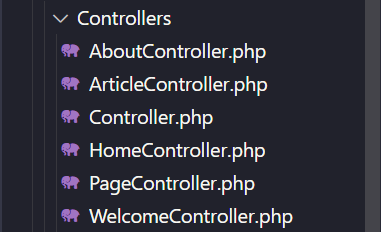 Controllers
AboutController.php
ArticleController.php
Controller.php
HomeController.php
PageController.php
WelcomeController.php